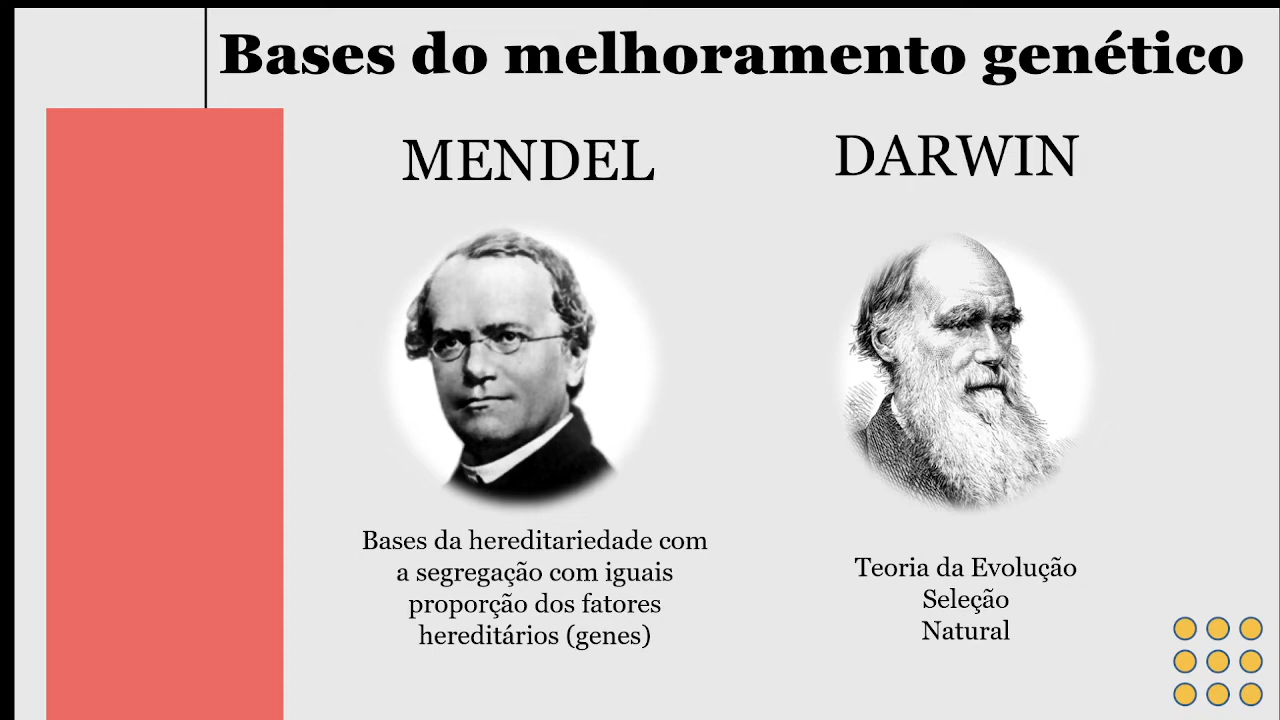 Bases do melhoramento genético
MENDEL
Bases da hereditariedade com
a segregação com iguais
proporção dos fatores
hereditários (genes)
DARWIN
Teoria da Evolução
Seleção
Natural